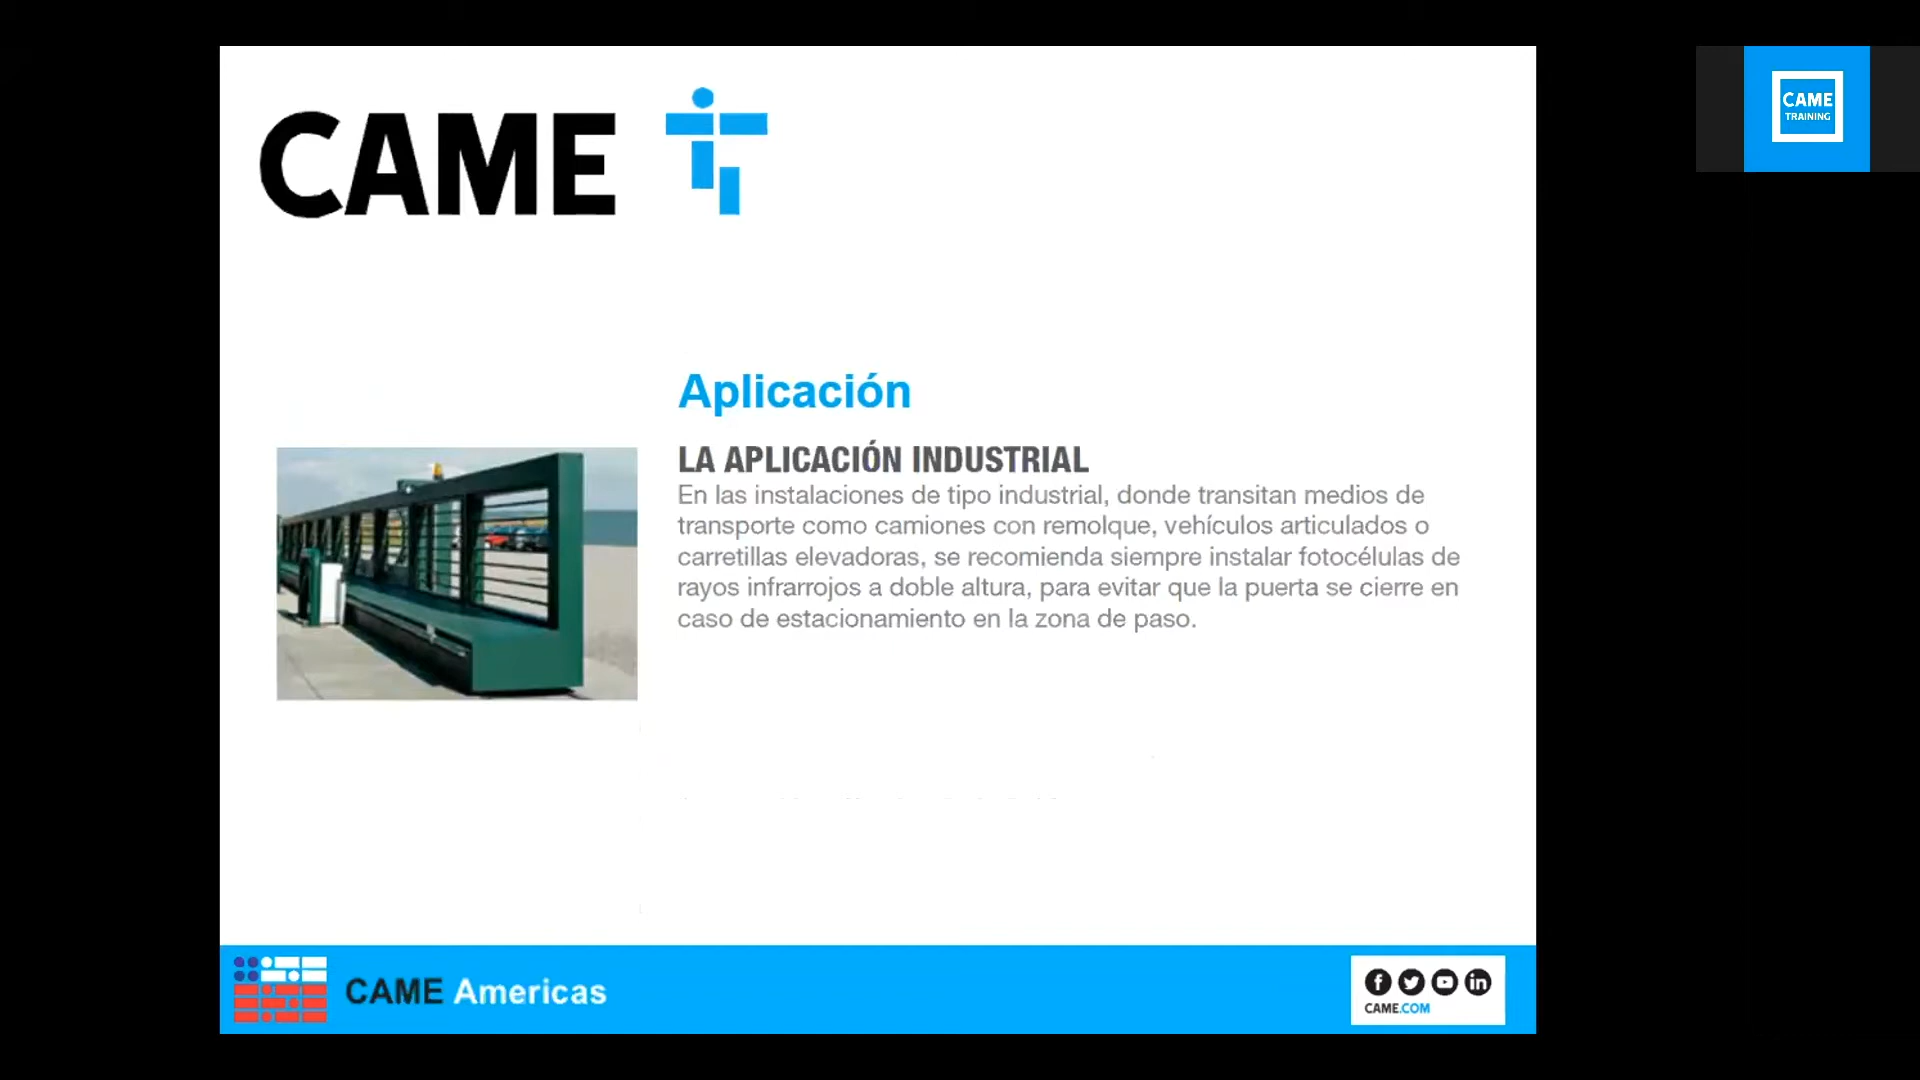 CAME
CAME
TRAINING
Aplicación
LA APLICACIÓN INDUSTRIAL
En las instalaciones de tipo industrial, donde transitan medios de
transporte como camiones con remolque, vehículos articulados o
carretillas elevadoras, se recomienda siempre instalar fotocélulas de
rayos infrarrojos a doble altura, para evitar que la puerta se cierre en
caso de estacionamiento en la zona de paso.
CAME Americas
CAME.COM